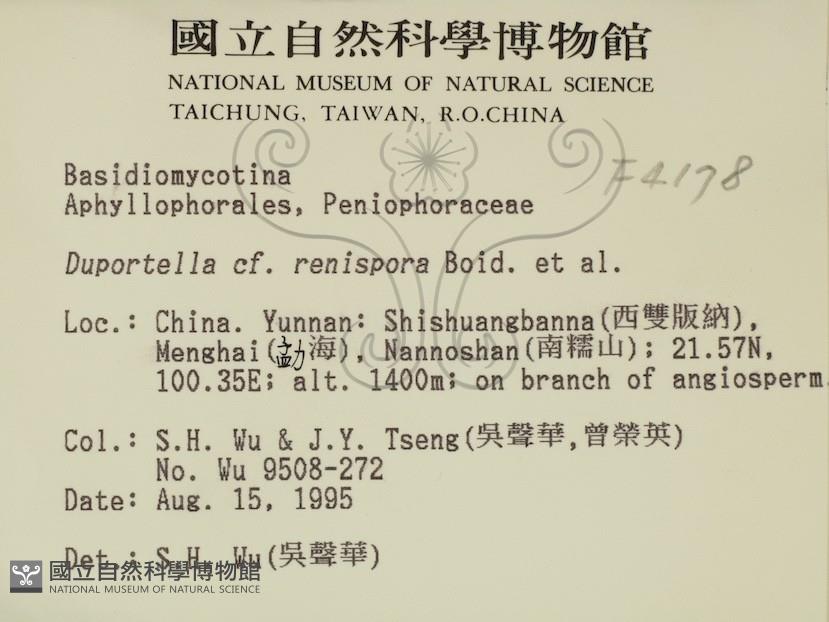 國立自然科學博物館
NATIONAL MUSEUM OF NATURAL SCIENCE
TAICHUNG, TAIWAN, R.O.CHINA
F4178
Basidiomycotina
Aphyllophorales, Peniophoraceae
Duportella cf. renispora Boid. et al.
Loc.: China. Yunnan: Shishuangbanna(西雙版納),
Menghai(勐海), Nannoshan(南糯山); 21.57N,
100.35E; alt. 1400m; on branch of angiosperm.
Col.: S.H. Wu & J.Y. Tseng(吳聲華,曾榮英)
No. Wu 9508-272
Date: Aug. 15, 1995
Det.: S.H. Wu(吳聲華)
國立自然科學博物館
NATIONAL MUSEUM OF NATURAL SCIENCE